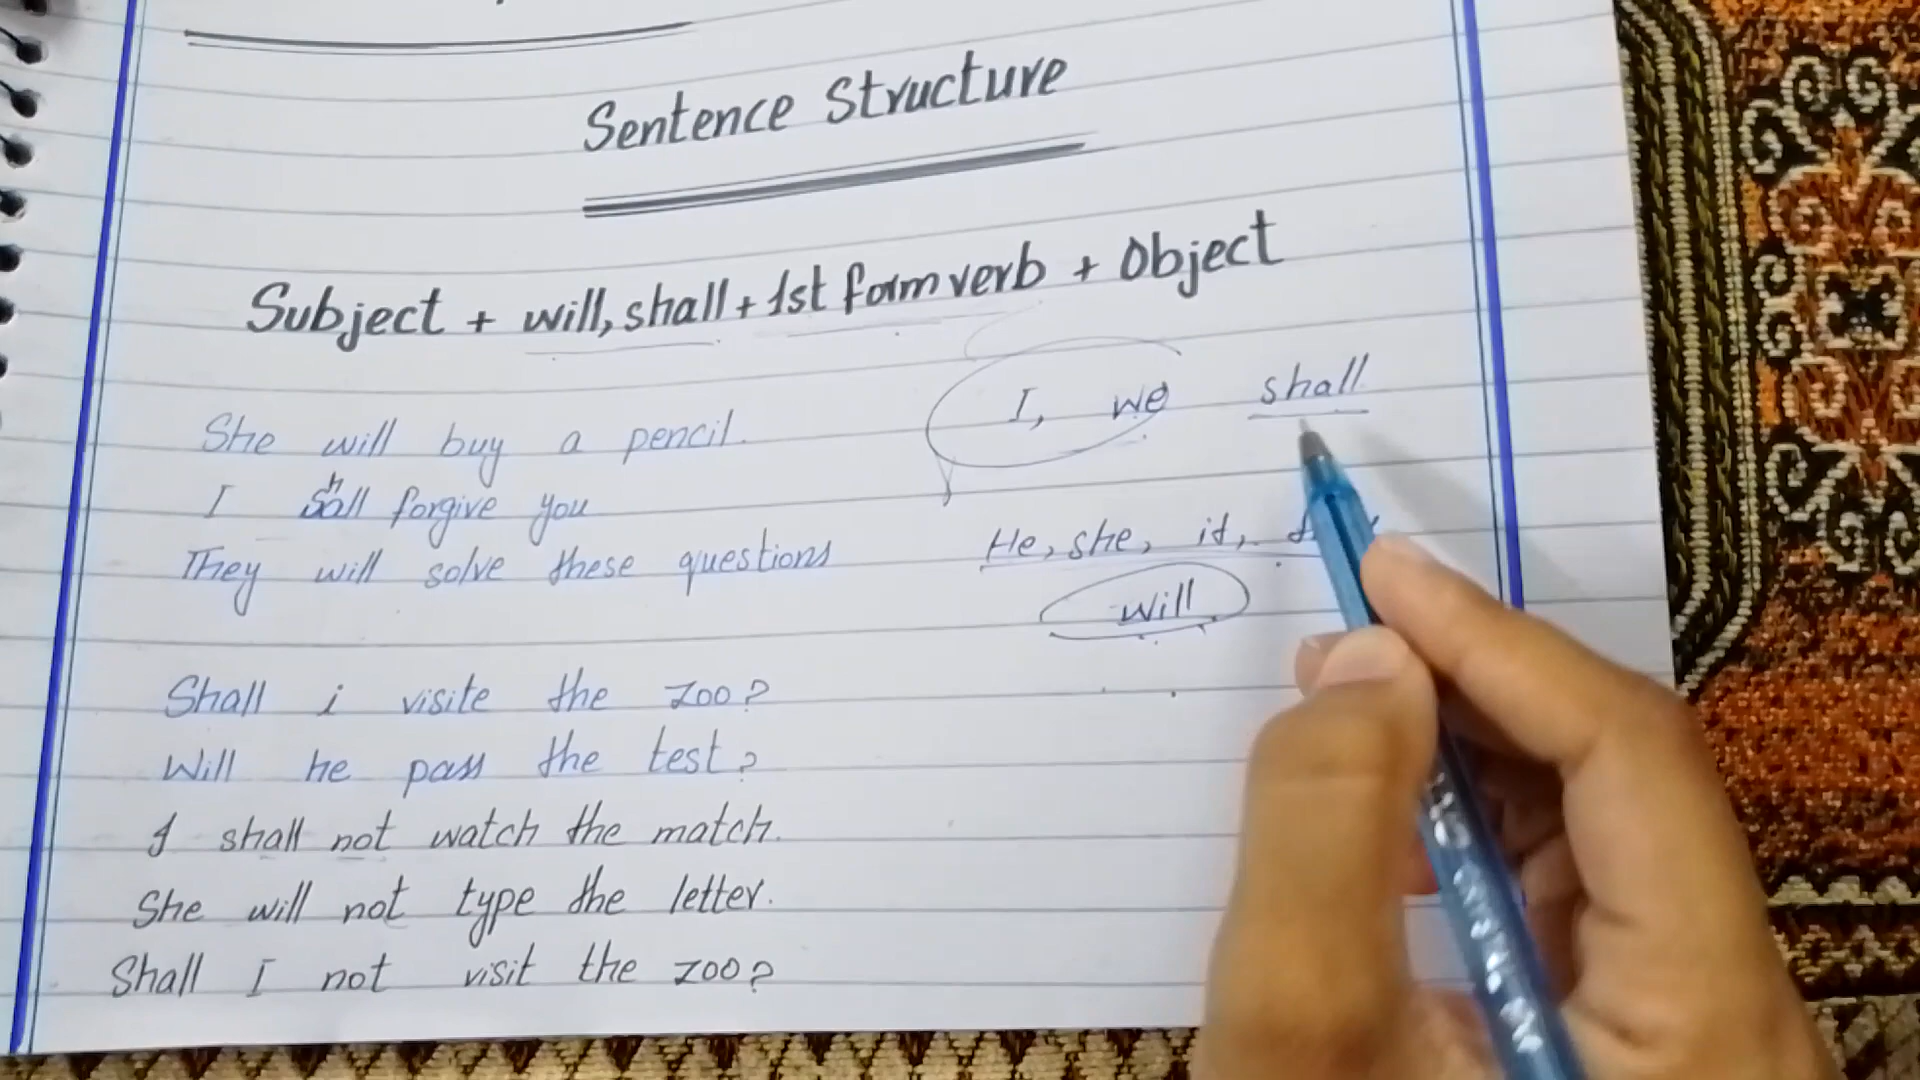 Sentence Structure
Subject + will, shall + 1st form verb + Object
I, we shall
She will buy a pencil.
I shall forgive you
They will solve these questions
He, she, it,
will
Shall i visite the zoo?
Will he pass the test?
I shall not watch the match.
She will not type the letter.
Shall I not visit the zoo?